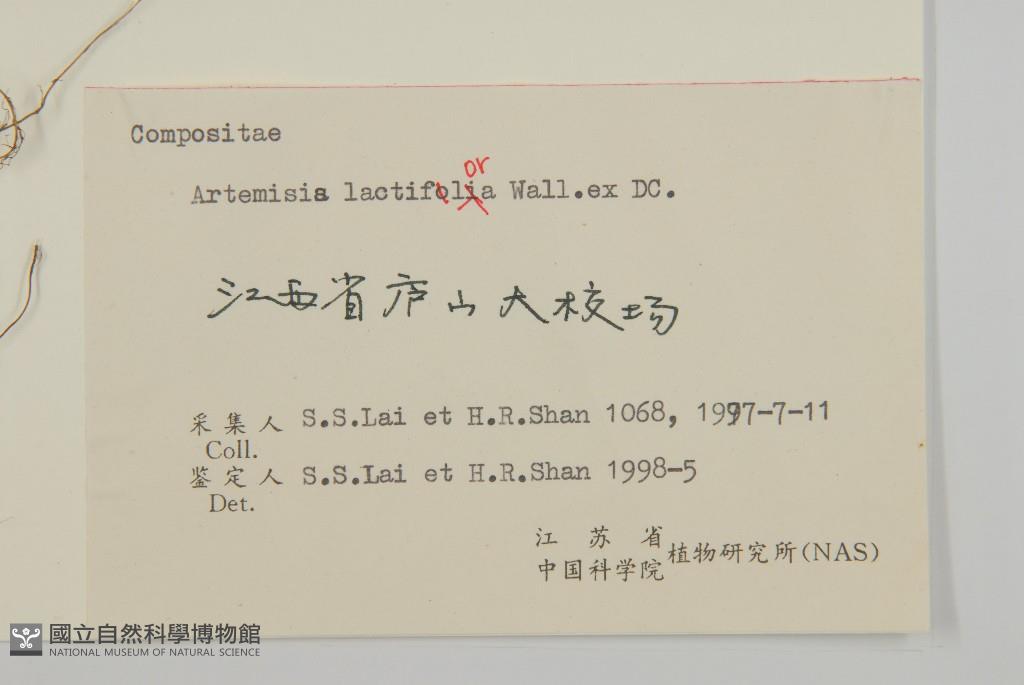 Compositae
or
Artemisia lactifolia Wall.ex DC.
江西省庐山大校场
采集人 S.S.Lai et H.R.Shan 1068, 1997-7-11
Coll.
鉴定人 S.S.Lai et H.R.Shan 1998-5
Det.
江苏省
中国科学院 植物研究所(NAS)
國立自然科學博物館
NATIONAL MUSEUM OF NATURAL SCIENCE